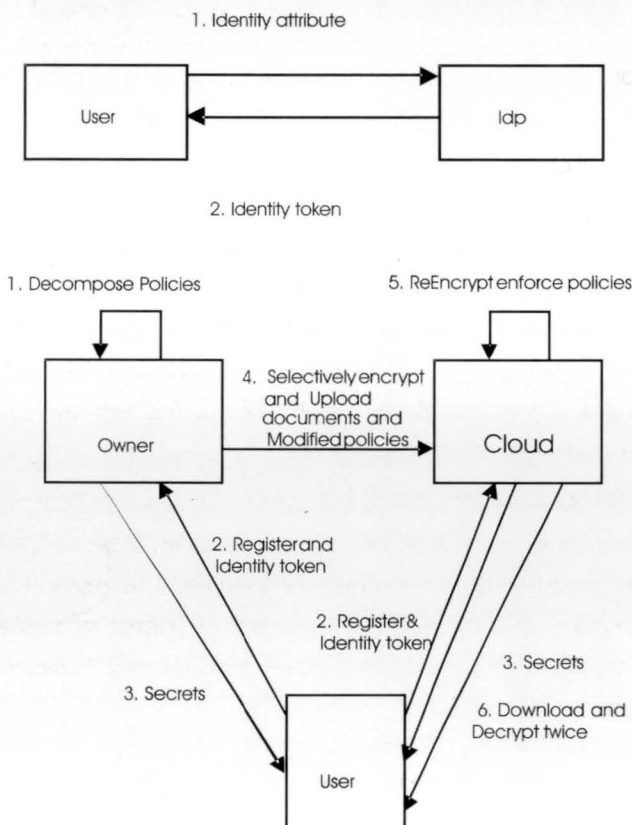 1. Identity attribute
or
User
Idp
2. Identity token
1. Decompose Policies
5. ReEncrypt enforce policies
4. Selectively encrypt
and Upload
documents and
Modified policies
Owner
Cloud
2. Register and
Identity token
2. Register &
Identity token
3. Secrets
3. Secrets
6. Download and
Decrypt twice
User